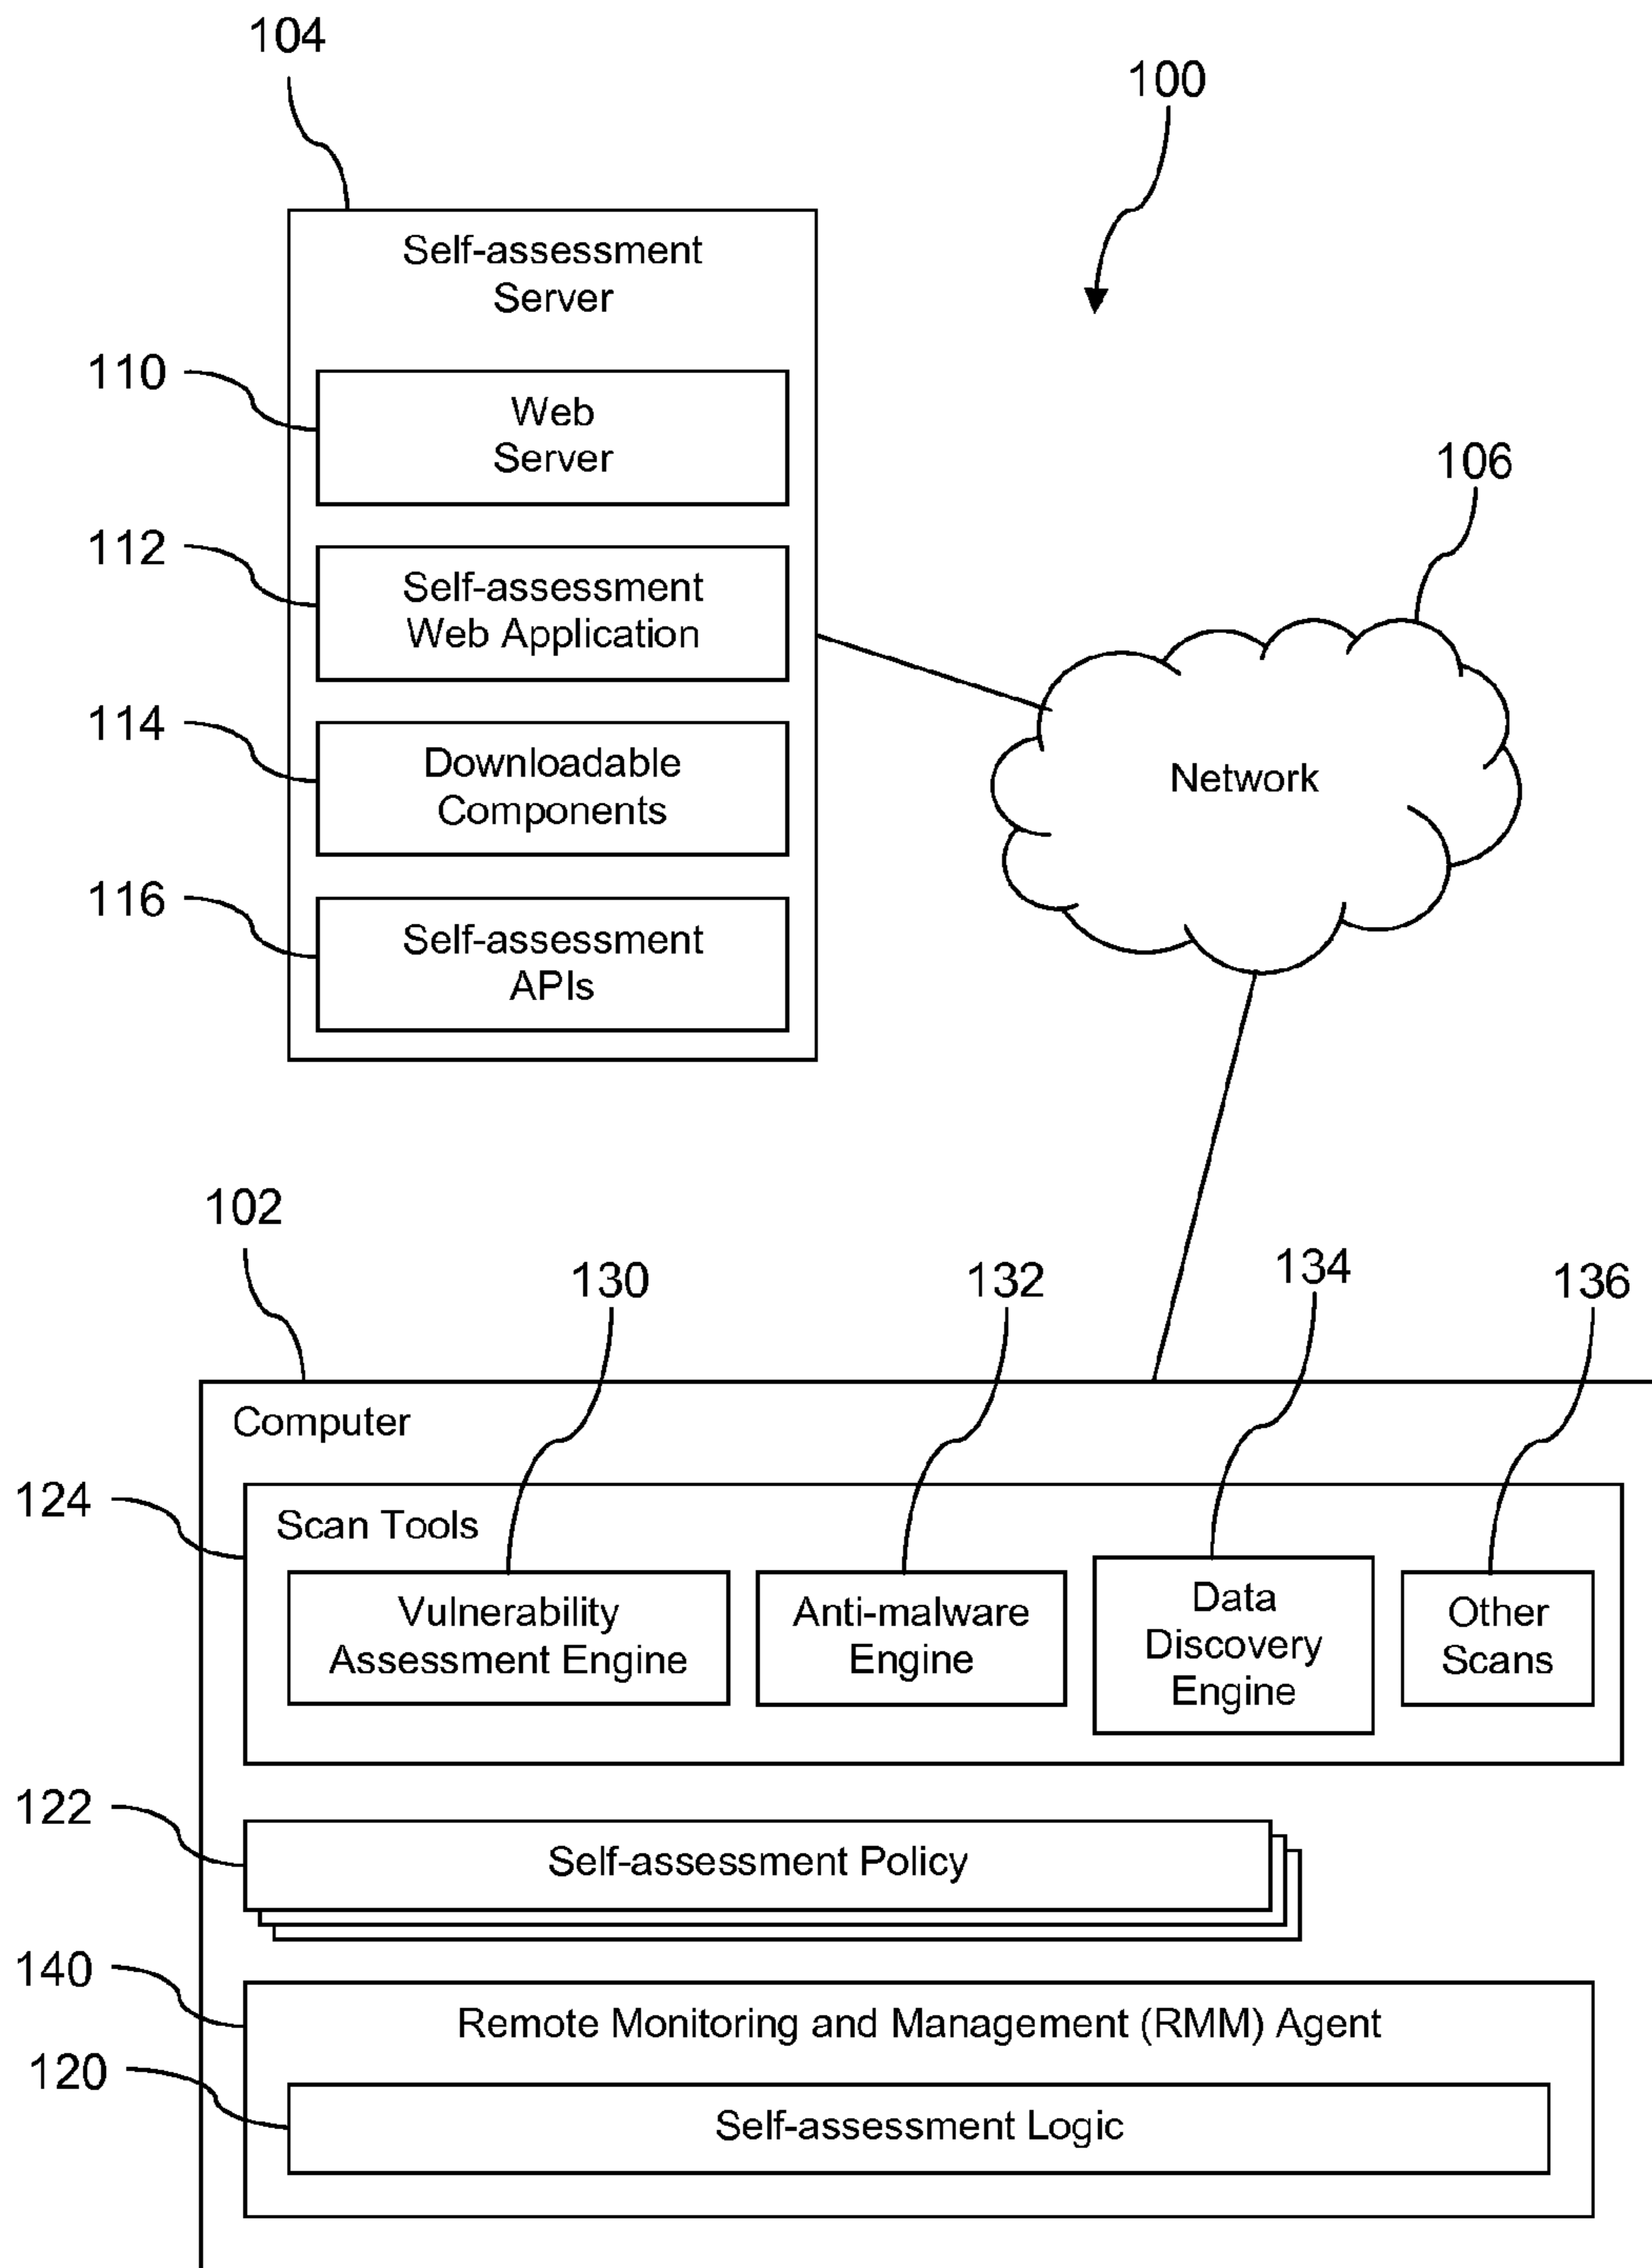 104
100
Self-assessment
Server
110
Web
Server
106
112
Self-assessment
Web Application
114
Downloadable
Components
Network
116
Self-assessment
APIs
102
130
132
134
136
Computer
124
Scan Tools
Vulnerability
Assessment Engine
Anti-malware
Engine
Data
Discovery
Engine
Other
Scans
122
Self-assessment Policy
140
Remote Monitoring and Management (RMM) Agent
120
Self-assessment Logic